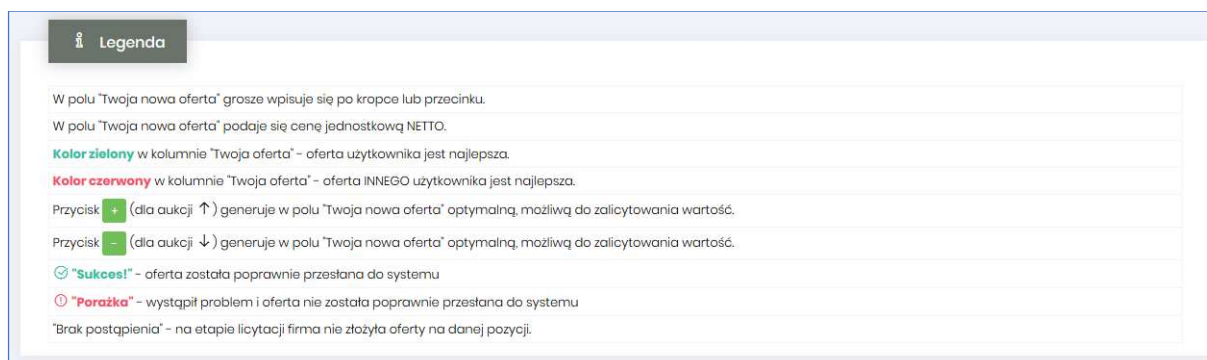 Legenda
W polu "Twoja nowa oferta" grosze wpisuje się po kropce lub przecinku.
W polu "Twoja nowa oferta" podaje się cenę jednostkową NETTO.
Kolor zielony w kolumnie "Twoja oferta" - oferta użytkownika jest najlepsza.
Kolor czerwony w kolumnie "Twoja oferta" - oferta INNEGO użytkownika jest najlepsza.
Przycisk + (dla aukcji ↑) generuje w polu "Twoja nowa oferta" optymalną, możliwą do zalicytowania wartość.
Przycisk - (dla aukcji ↓) generuje w polu "Twoja nowa oferta" optymalną, możliwą do zalicytowania wartość.
"Sukces!" - oferta została poprawnie przesłana do systemu
"Porażka" - wystąpił problem i oferta nie została poprawnie przesłana do systemu
"Brak postąpienia" - na etapie licytacji firma nie złożyła oferty na danej pozycji.